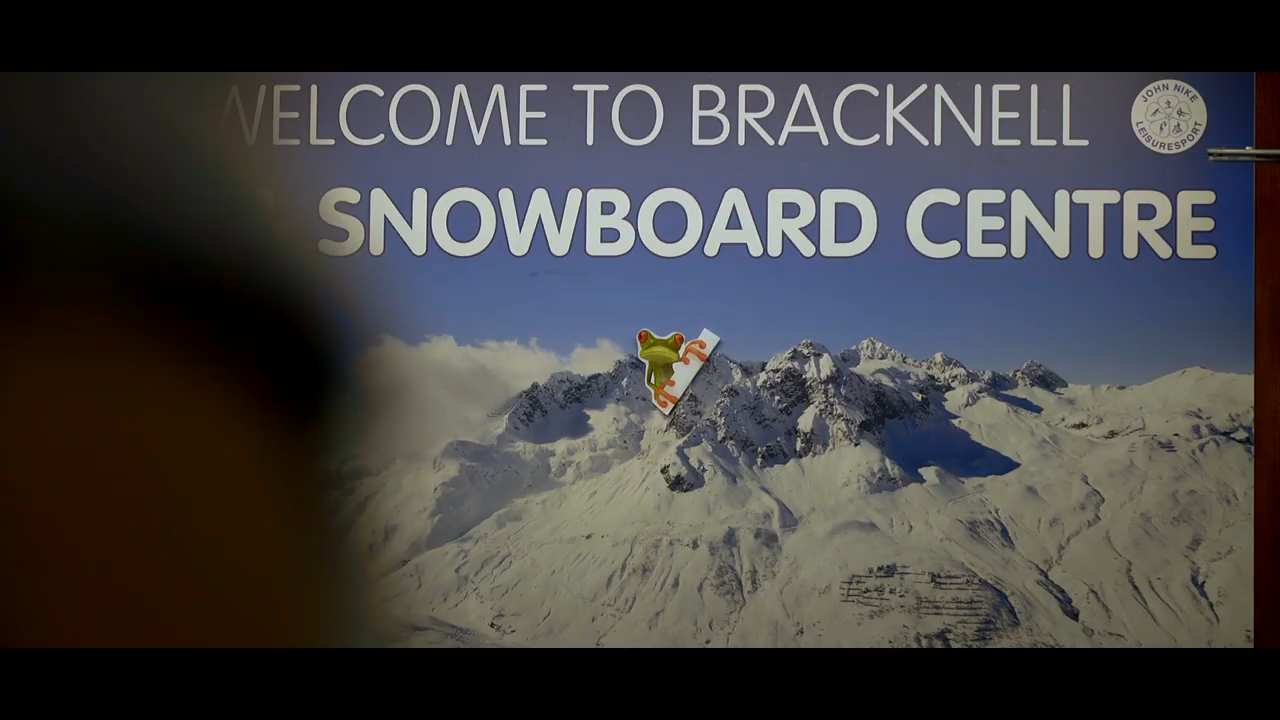 WELCOME TO BRACKNELL
SNOWBOARD CENTRE
JOHN NIKE
LEISURESPORT